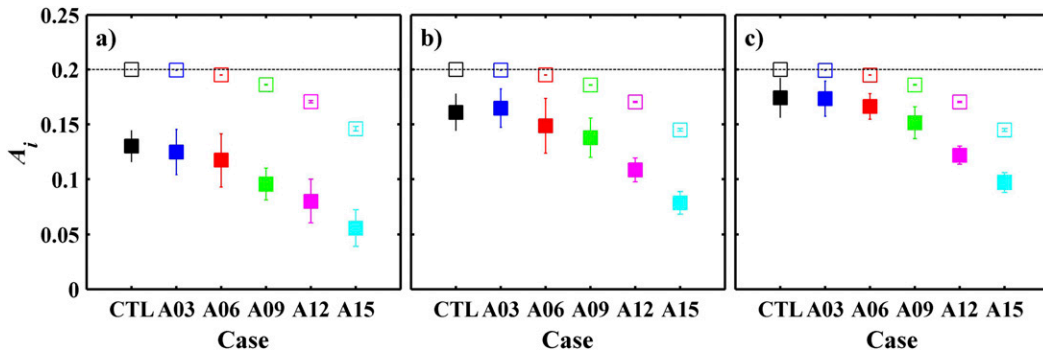 0.25
0.2
0.15
0.1
0.05
0
A_i
a)
b)
c)
CTL A03 A06 A09 A12 A15
CTL A03 A06 A09 A12 A15
CTL A03 A06 A09 A12 A15
Case
Case
Case